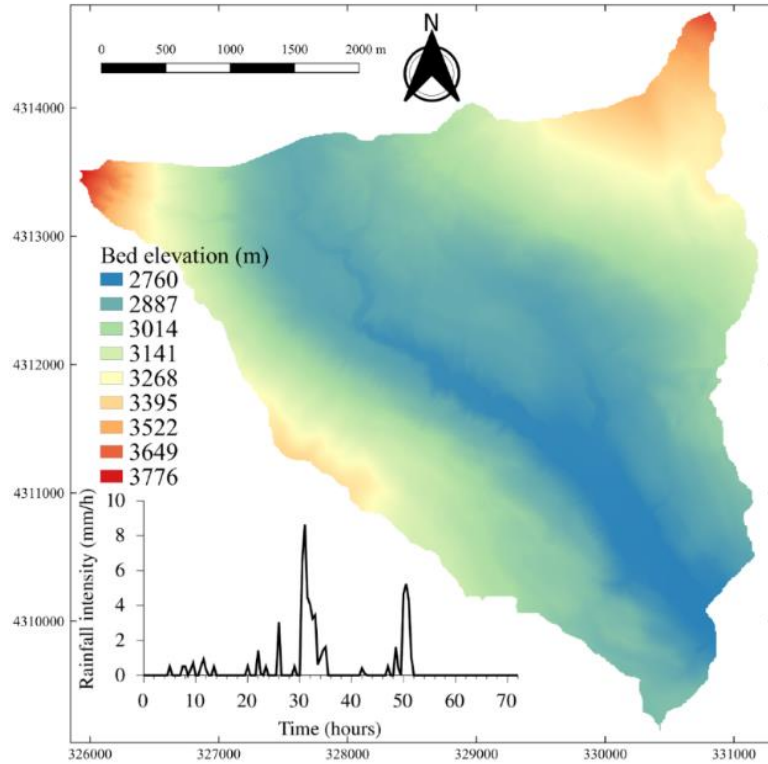 N
0 500 1000 1500 2000 m
4314000
4313000
4312000
4311000
4310000
Bed elevation (m)
2760
2887
3014
3141
3268
3395
3522
3649
3776
Rainfall intensity (mm/h)
10
8
6
4
2
0
0 10 20 30 40 50 60 70
Time (hours)
326000 327000 328000 329000 330000 331000